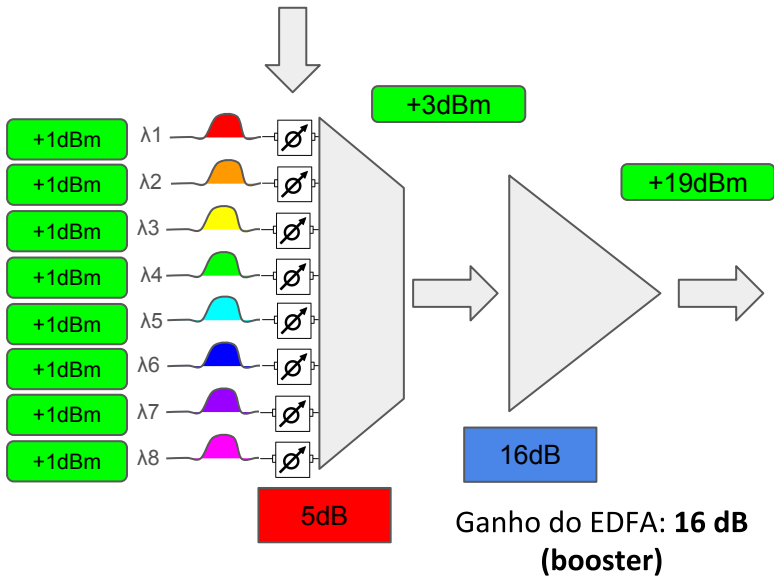 +3dBm
+1dBm λ1
+1dBm λ2
+19dBm
+1dBm λ3
+1dBm λ4
+1dBm λ5
+1dBm λ6
+1dBm λ7
+1dBm λ8
16dB
5dB
Ganho do EDFA: 16 dB
(booster)